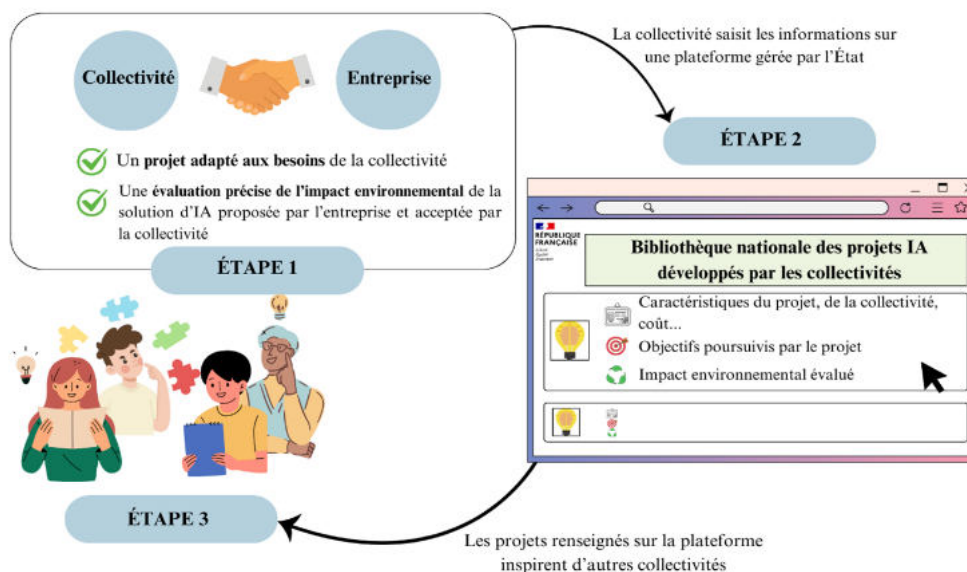 Collectivité
Entreprise
Un projet adapté aux besoins de la collectivité
Une évaluation précise de l'impact environnemental de la
solution d'IA proposée par l'entreprise et acceptée par
la collectivité
ÉTAPE 1
La collectivité saisit les informations sur
une plateforme gérée par l'État
ÉTAPE 2
RÉPUBLIQUE
FRANÇAISE
Bibliothèque nationale des projets IA
développés par les collectivités
Caractéristiques du projet, de la collectivité,
coût...
Objectifs poursuivis par le projet
Impact environnemental évalué
Les projets renseignés sur la plateforme
inspirent d'autres collectivités
ÉTAPE 3